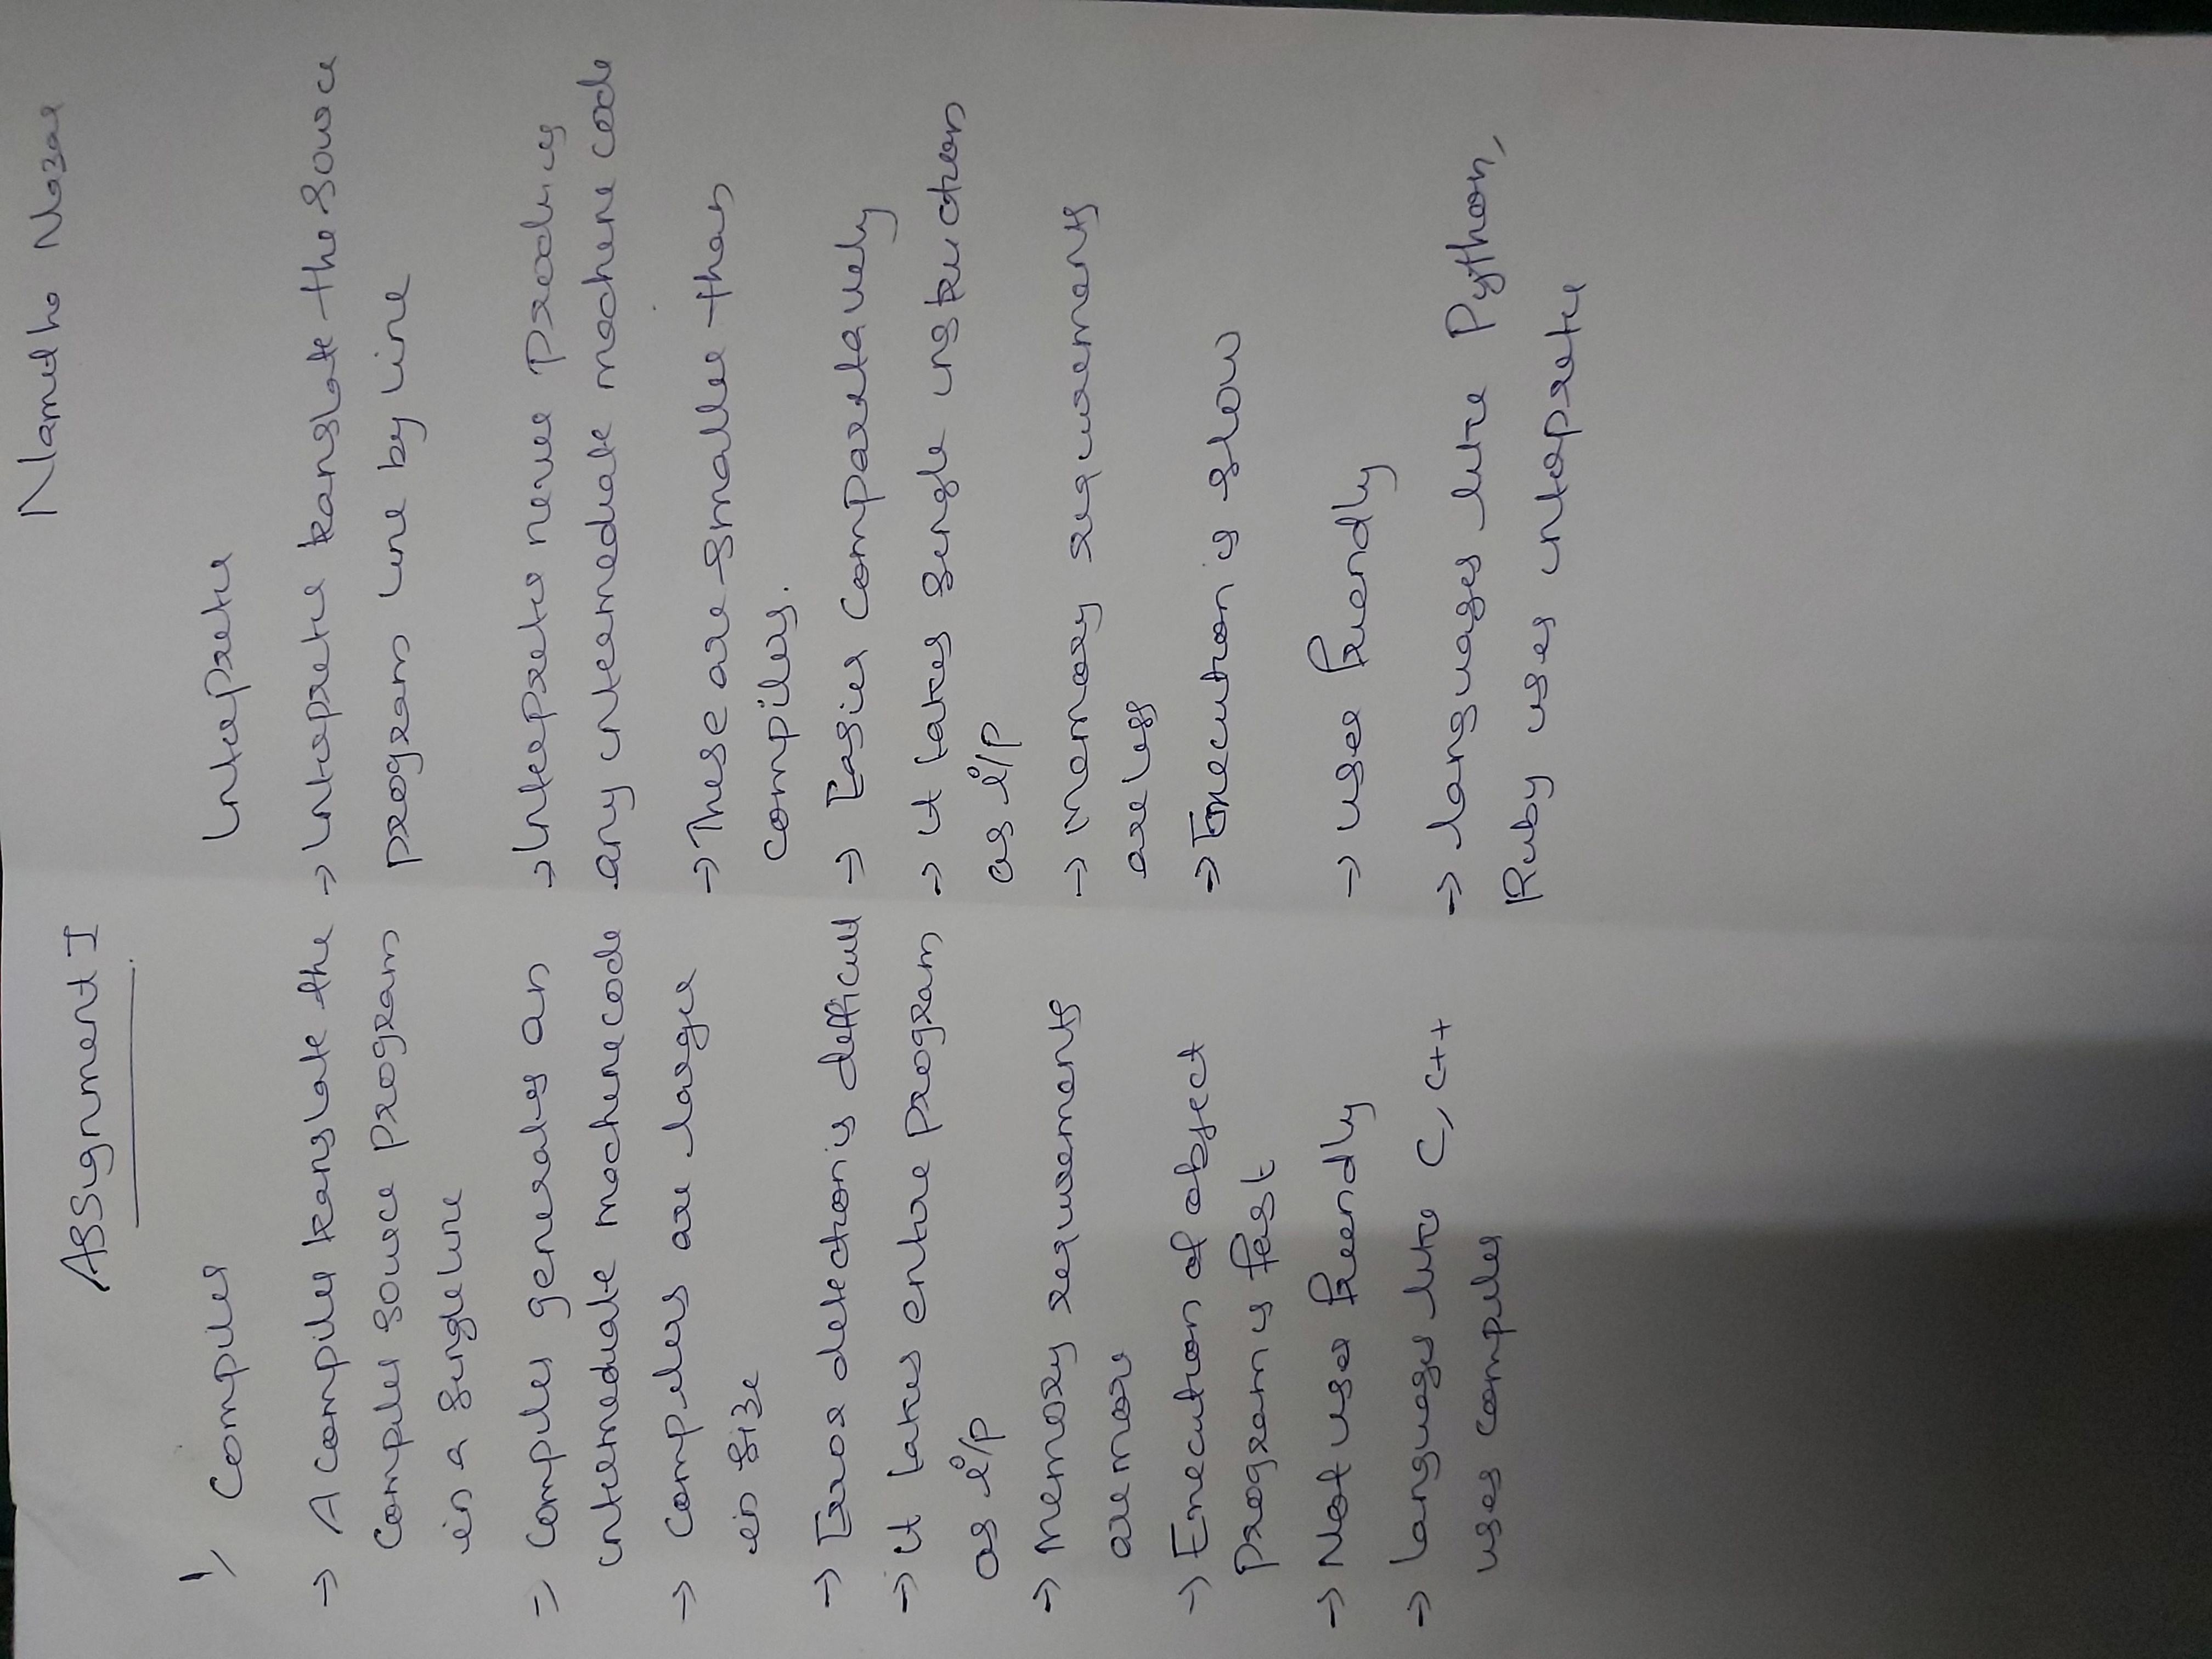 Namitha Nazar
Assignment I
1, Compiler
Interpreter
→ A compiler translate the
compiler source program
in a single line
→ Interpreter translate the source
program line by line
→ Compiler generates an
intermediate machine code
→ Interpreter never produces
any intermediate machine code
→ Compilers are larger
in size
→ These are smaller than
compilers.
→ Error detection is difficult
→ Easier comparitavely
→ it takes entire program
as i/p
→ it takes single instruction
as i/p
→ Memory requirements
are more
→ Memory requirements
are less
→ Execution of object
program is fast
→ Execution is slow
→ Not user friendly
→ user friendly
→ languages like C, C++
uses compiler
→ languages like Python,
Ruby uses interpreter